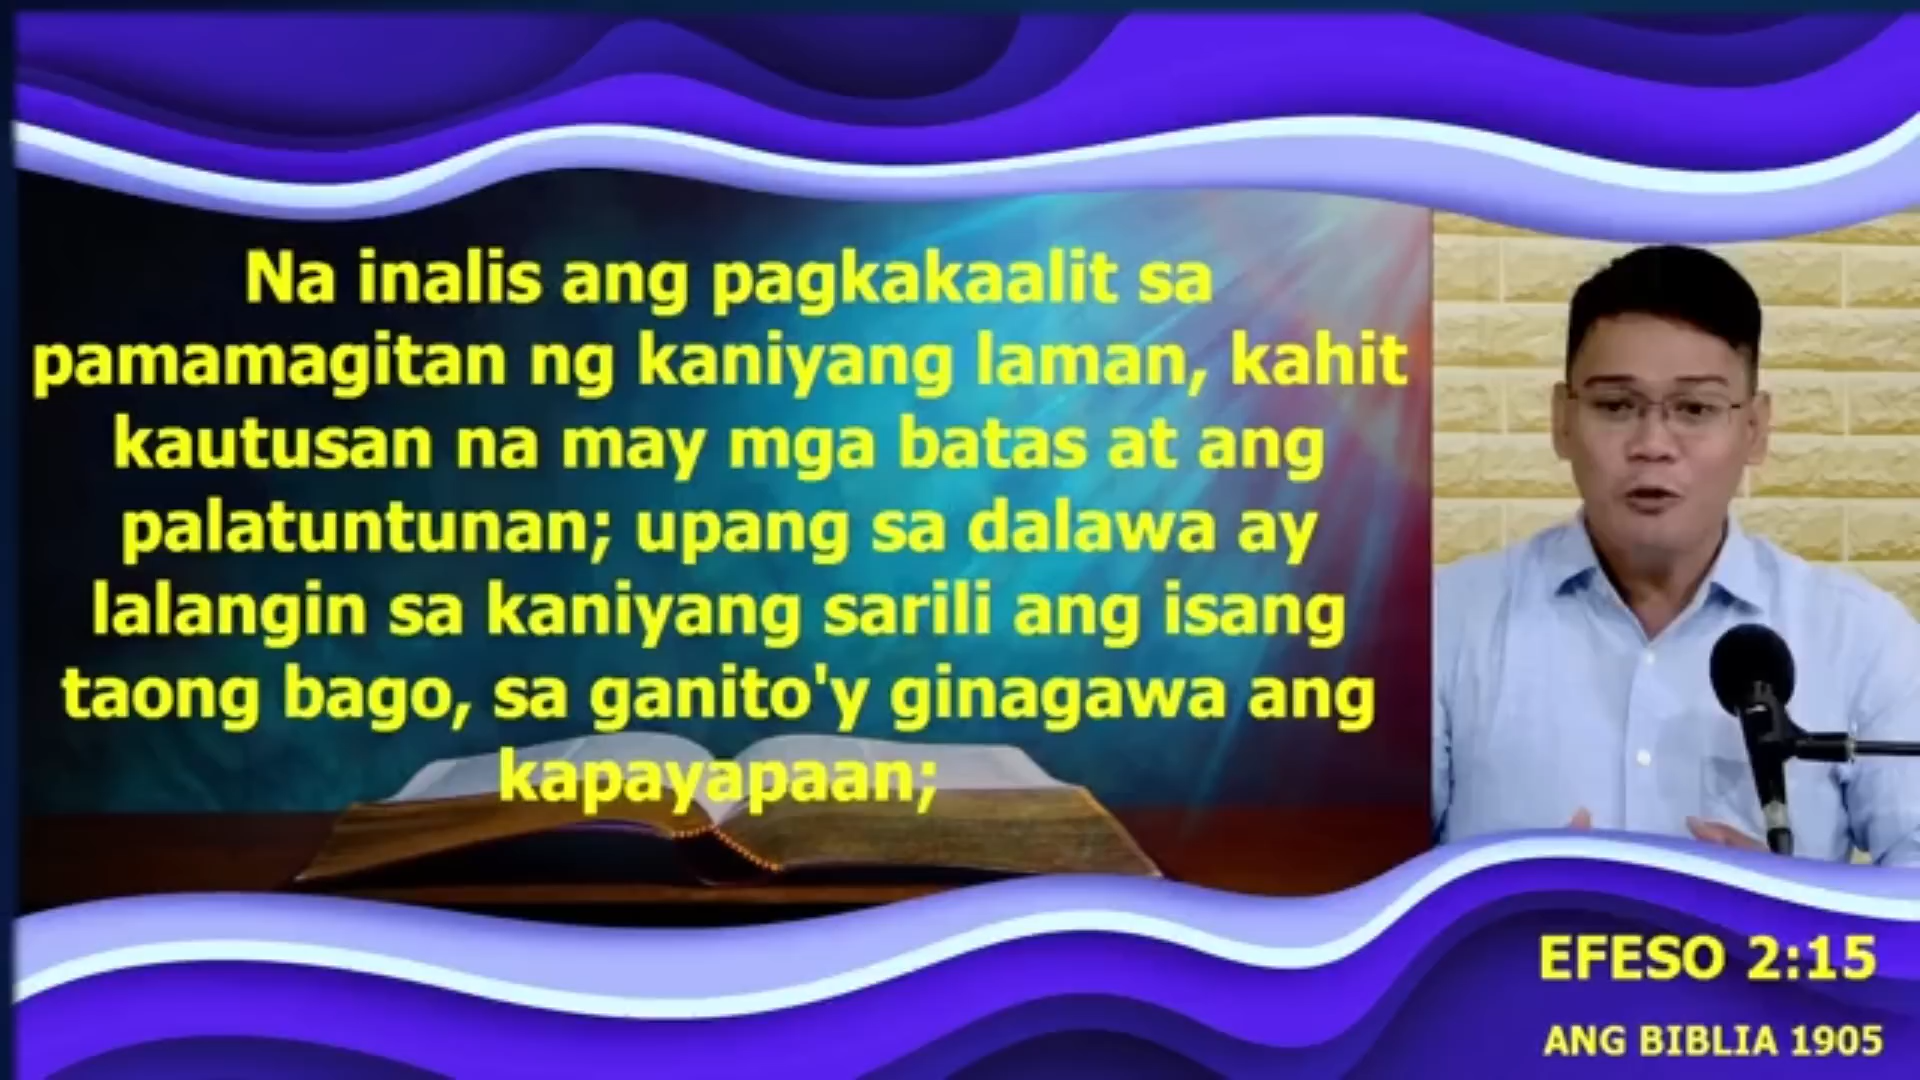 Na inalis ang pagkakaalit sa
pamamagitan ng kaniyang laman, kahit
kautusan na may mga batas at ang
palatuntunan; upang sa dalawa ay
lalangin sa kaniyang sarili ang isang
taong bago, sa ganito'y ginagawa ang
kapayapaan;
EFESO 2:15
ANG BIBLIA 1905